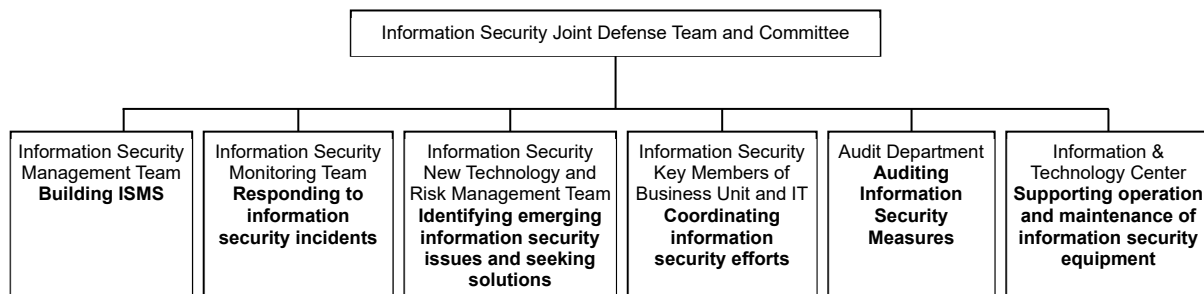 Information Security Joint Defense Team and Committee
Information Security
Management Team
Building ISMS
Information Security
Monitoring Team
Responding to
information
security incidents
Information Security
New Technology and
Risk Management Team
Identifying emerging
information security
issues and seeking
solutions
Information Security
Key Members of
Business Unit and IT
Coordinating
information
security efforts
Audit Department
Auditing
Information
Security
Measures
Information &
Technology Center
Supporting operation
and maintenance of
information security
equipment